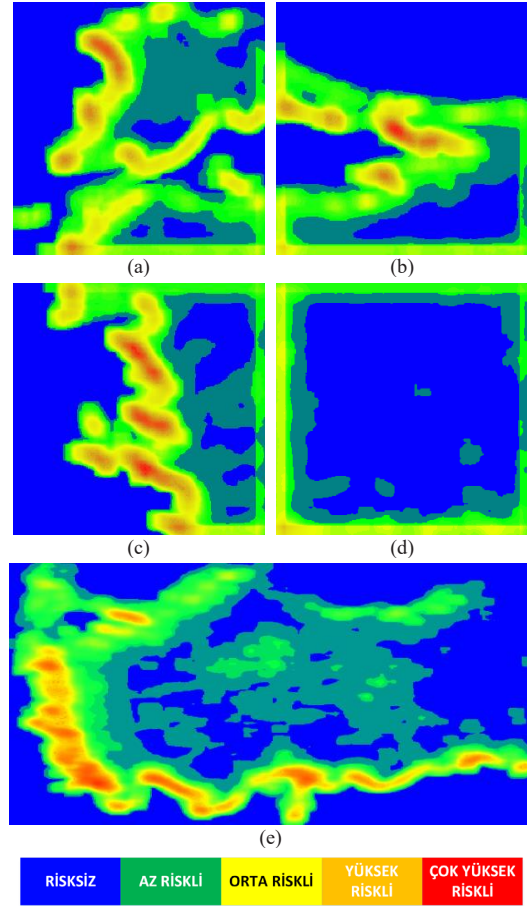 (a) (b)
(c) (d)
(e)
RİSKSİZ AZ RİSKLİ ORTA RİSKLİ YÜKSEK RİSKLİ ÇOK YÜKSEK RİSKLİ